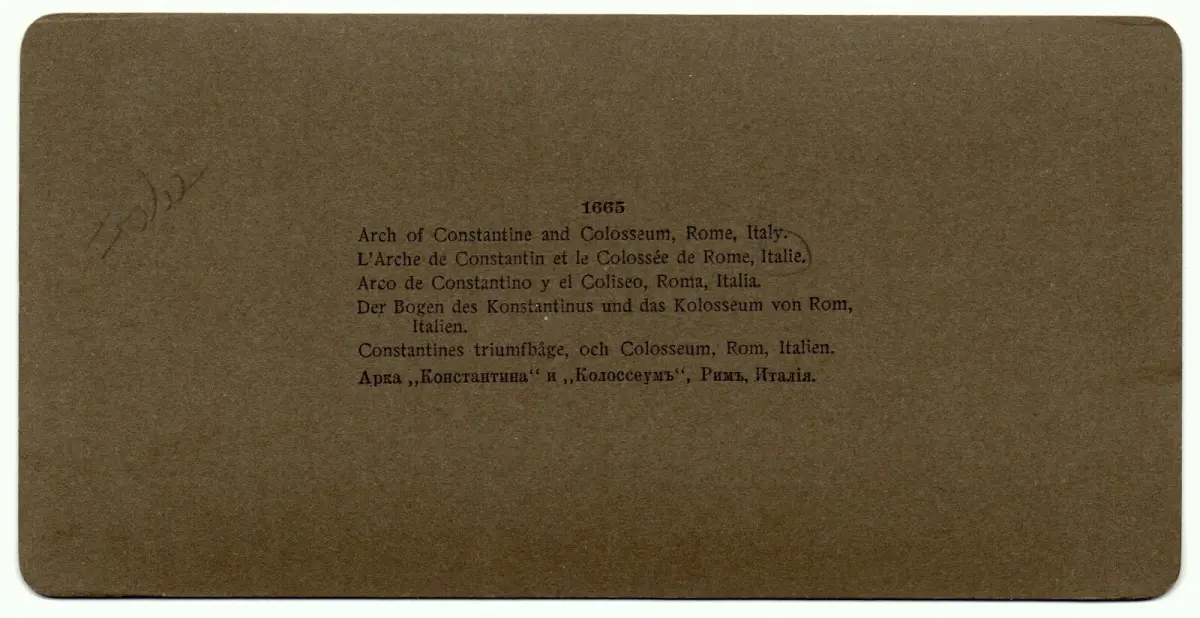 1665
Arch of Constantine and Colosseum, Rome, Italy.
L'Arche de Constantin et le Colossée de Rome, Italie.
Arco de Constantino y el Coliseo, Roma, Italia.
Der Bogen des Konstantinus und das Kolosseum von Rom,
Italien.
Constantines triumfbåge, och Colosseum, Rom, Italien.
Арка „Константина“ и „Колоссеумъ“, Римъ, Италія.